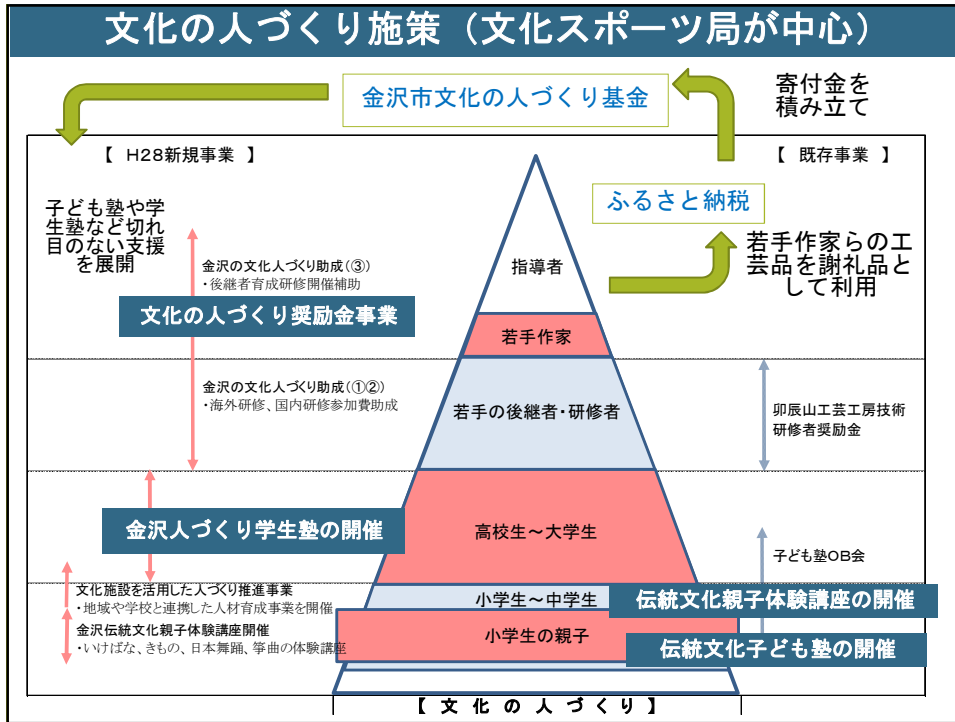 文化の人づくり施策（文化スポーツ局が中心）
金沢市文化の人づくり基金
寄付金を
積み立て
【 H28新規事業 】
【 既存事業 】
子ども塾や学
生塾など切れ
目のない支援
を展開
ふるさと納税
若手作家らの工
芸品を謝礼品と
して利用
金沢の文化人づくり助成(③)
・後継者育成研修開催補助
文化の人づくり奨励金事業
指導者
若手作家
金沢の文化人づくり助成(①②)
・海外研修、国内研修参加費助成
若手の後継者・研修者
卯辰山工芸工房技術
研修者奨励金
金沢人づくり学生塾の開催
高校生～大学生
子ども塾OB会
文化施設を活用した人づくり推進事業
・地域や学校と連携した人材育成事業を開催
小学生～中学生
伝統文化親子体験講座の開催
金沢伝統文化親子体験講座開催
・いけばな、きもの、日本舞踊、箏曲の体験講座
小学生の親子
伝統文化子ども塾の開催
【 文 化 の 人 づ く り 】